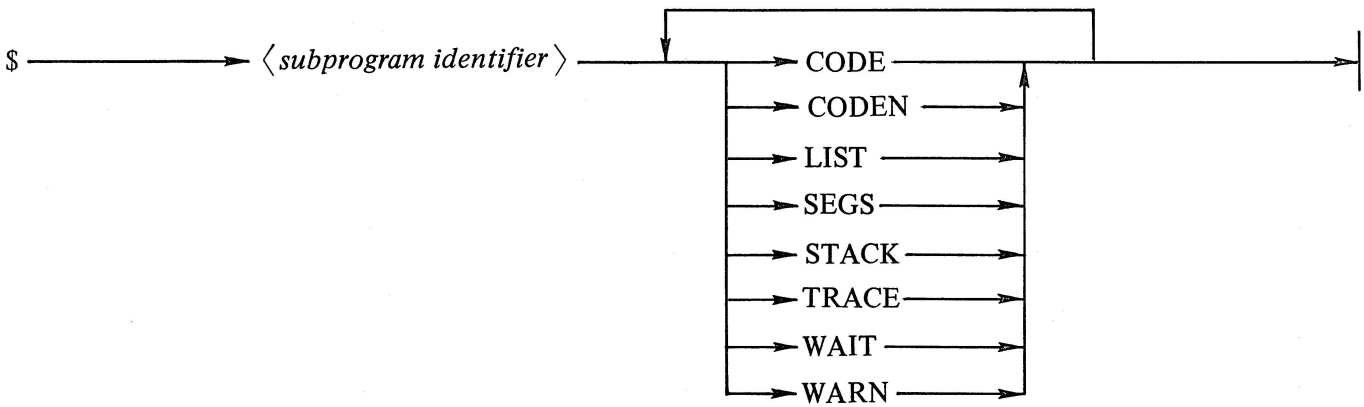 $ ⟨subprogram identifier⟩ CODE
CODEN
LIST
SEGS
STACK
TRACE
WAIT
WARN